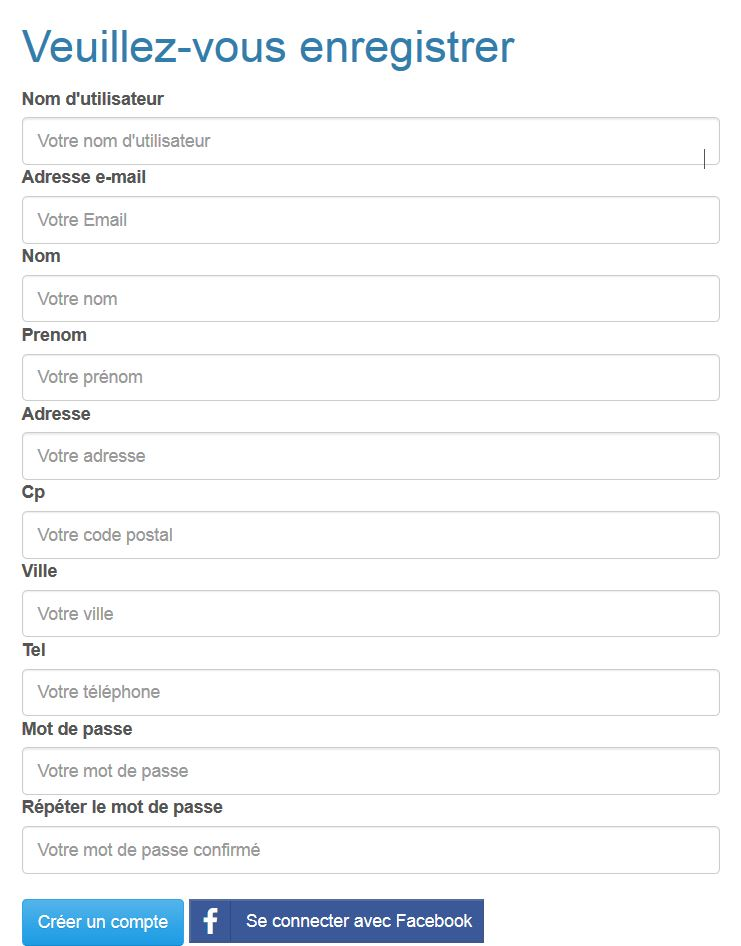 Veuillez-vous enregistrer
Nom d'utilisateur
Votre nom d'utilisateur
Adresse e-mail
Votre Email
Nom
Votre nom
Prenom
Votre prénom
Adresse
Votre adresse
Cp
Votre code postal
Ville
Votre ville
Tel
Votre téléphone
Mot de passe
Votre mot de passe
Répéter le mot de passe
Votre mot de passe confirmé
Créer un compte
f Se connecter avec Facebook